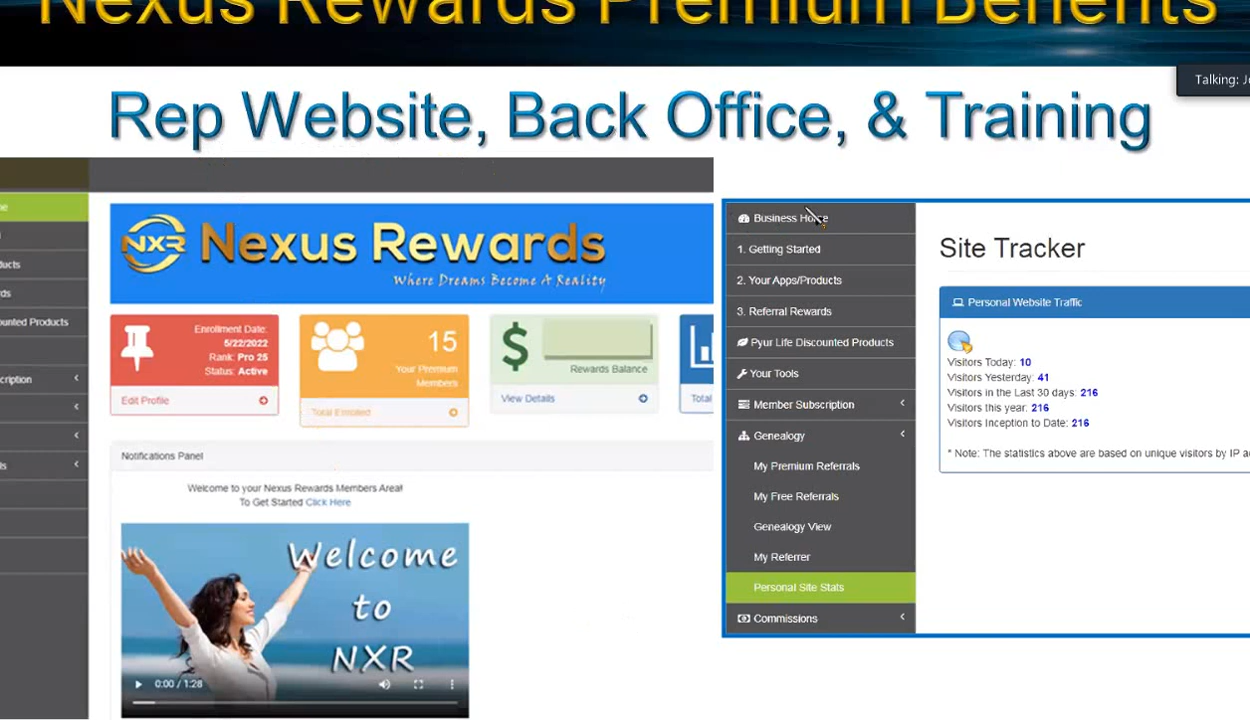 Nexus Rewards Premium Benefits
Talking:
Rep Website, Back Office, & Training
NXR Nexus Rewards
Where Dreams Become A Reality
Enrollment Date:
5/22/2022
Rank: Pro 25
Status: Active
Edit Profile
15
Your Premium
Members
Total Enrolled
Rewards Balance
View Details
Total
Notifications Panel
Welcome to your Nexus Rewards Members Area!
To Get Started Click Here
Welcome
to
NXR
0:00 / 1:28
Business Home
1. Getting Started
2. Your Apps/Products
3. Referral Rewards
Pyur Life Discounted Products
Your Tools
Member Subscription
Genealogy
My Premium Referrals
My Free Referrals
Genealogy View
My Referrer
Personal Site Stats
Commissions
Site Tracker
Personal Website Traffic
Visitors Today: 10
Visitors Yesterday: 41
Visitors in the Last 30 days: 216
Visitors this year: 216
Visitors Inception to Date: 216
* Note: The statistics above are based on unique visitors by IP